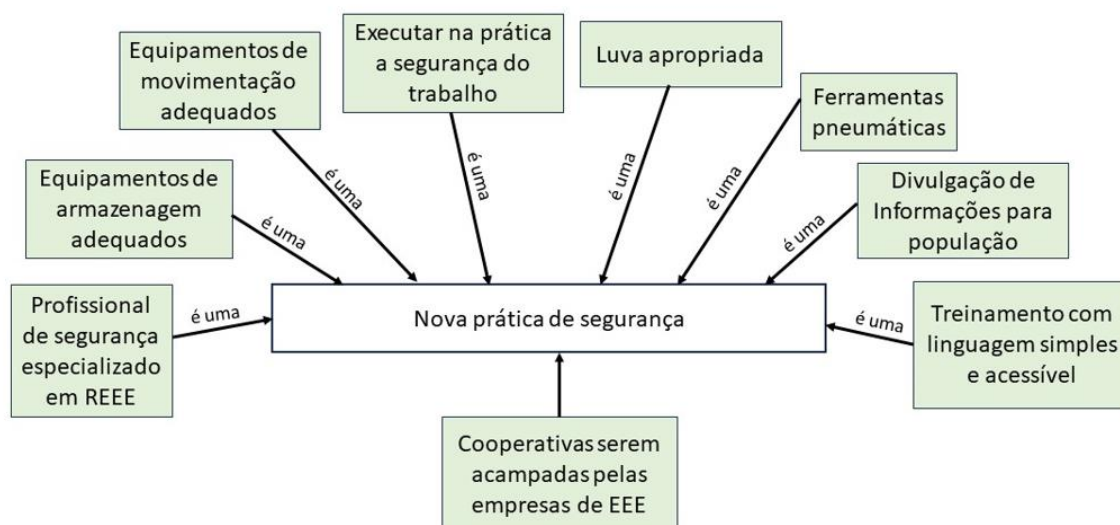 Equipamentos de
movimentação
adequados
Executar na prática
a segurança do
trabalho
Luva apropriada
Ferramentas
pneumáticas
Equipamentos de
armazenagem
adequados
Divulgação de
Informações para
população
Profissional
de segurança
especializado
em REEE
Treinamento com
linguagem simples
e acessível
Cooperativas serem
acampadas pelas
empresas de EEE
Nova prática de segurança
é uma
é uma
é uma
é uma
é uma
é uma
é uma
é uma